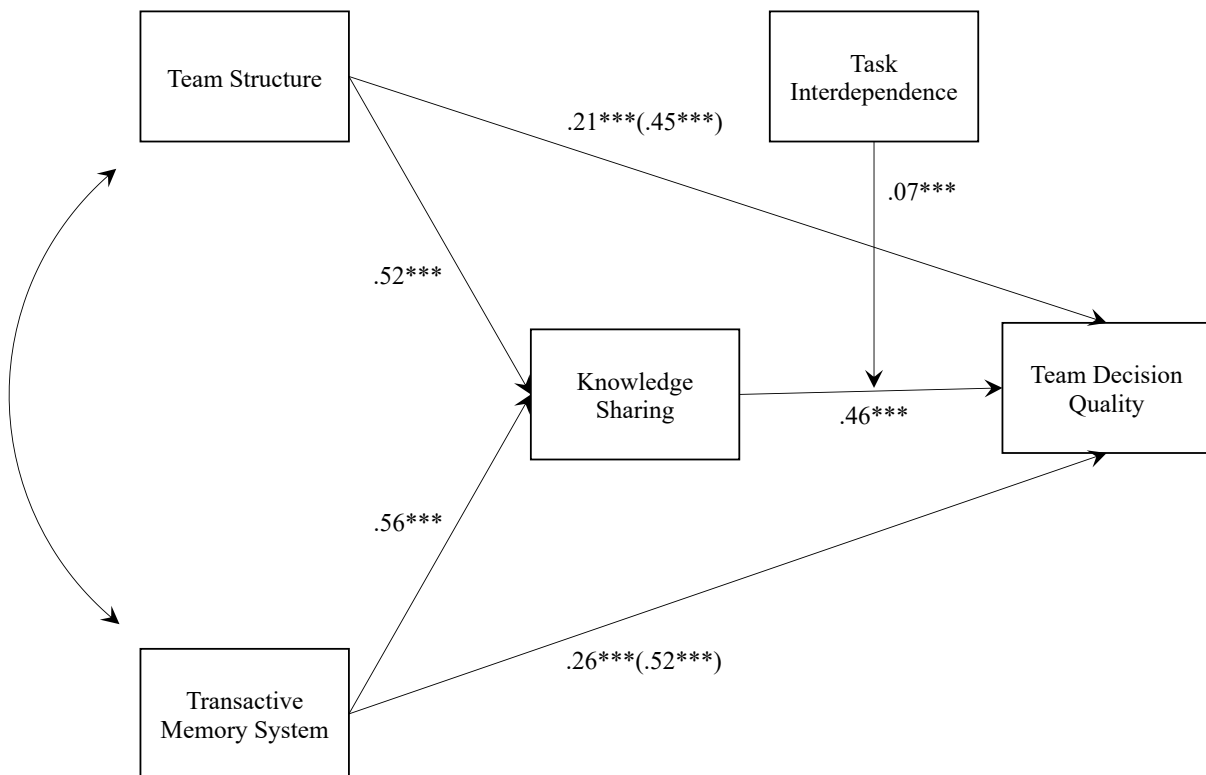 Team Structure
Task
Interdependence
.21***(.45***)
.07***
.52***
Knowledge
Sharing
Team Decision
Quality
.46***
.56***
.26***(.52***)
Transactive
Memory System